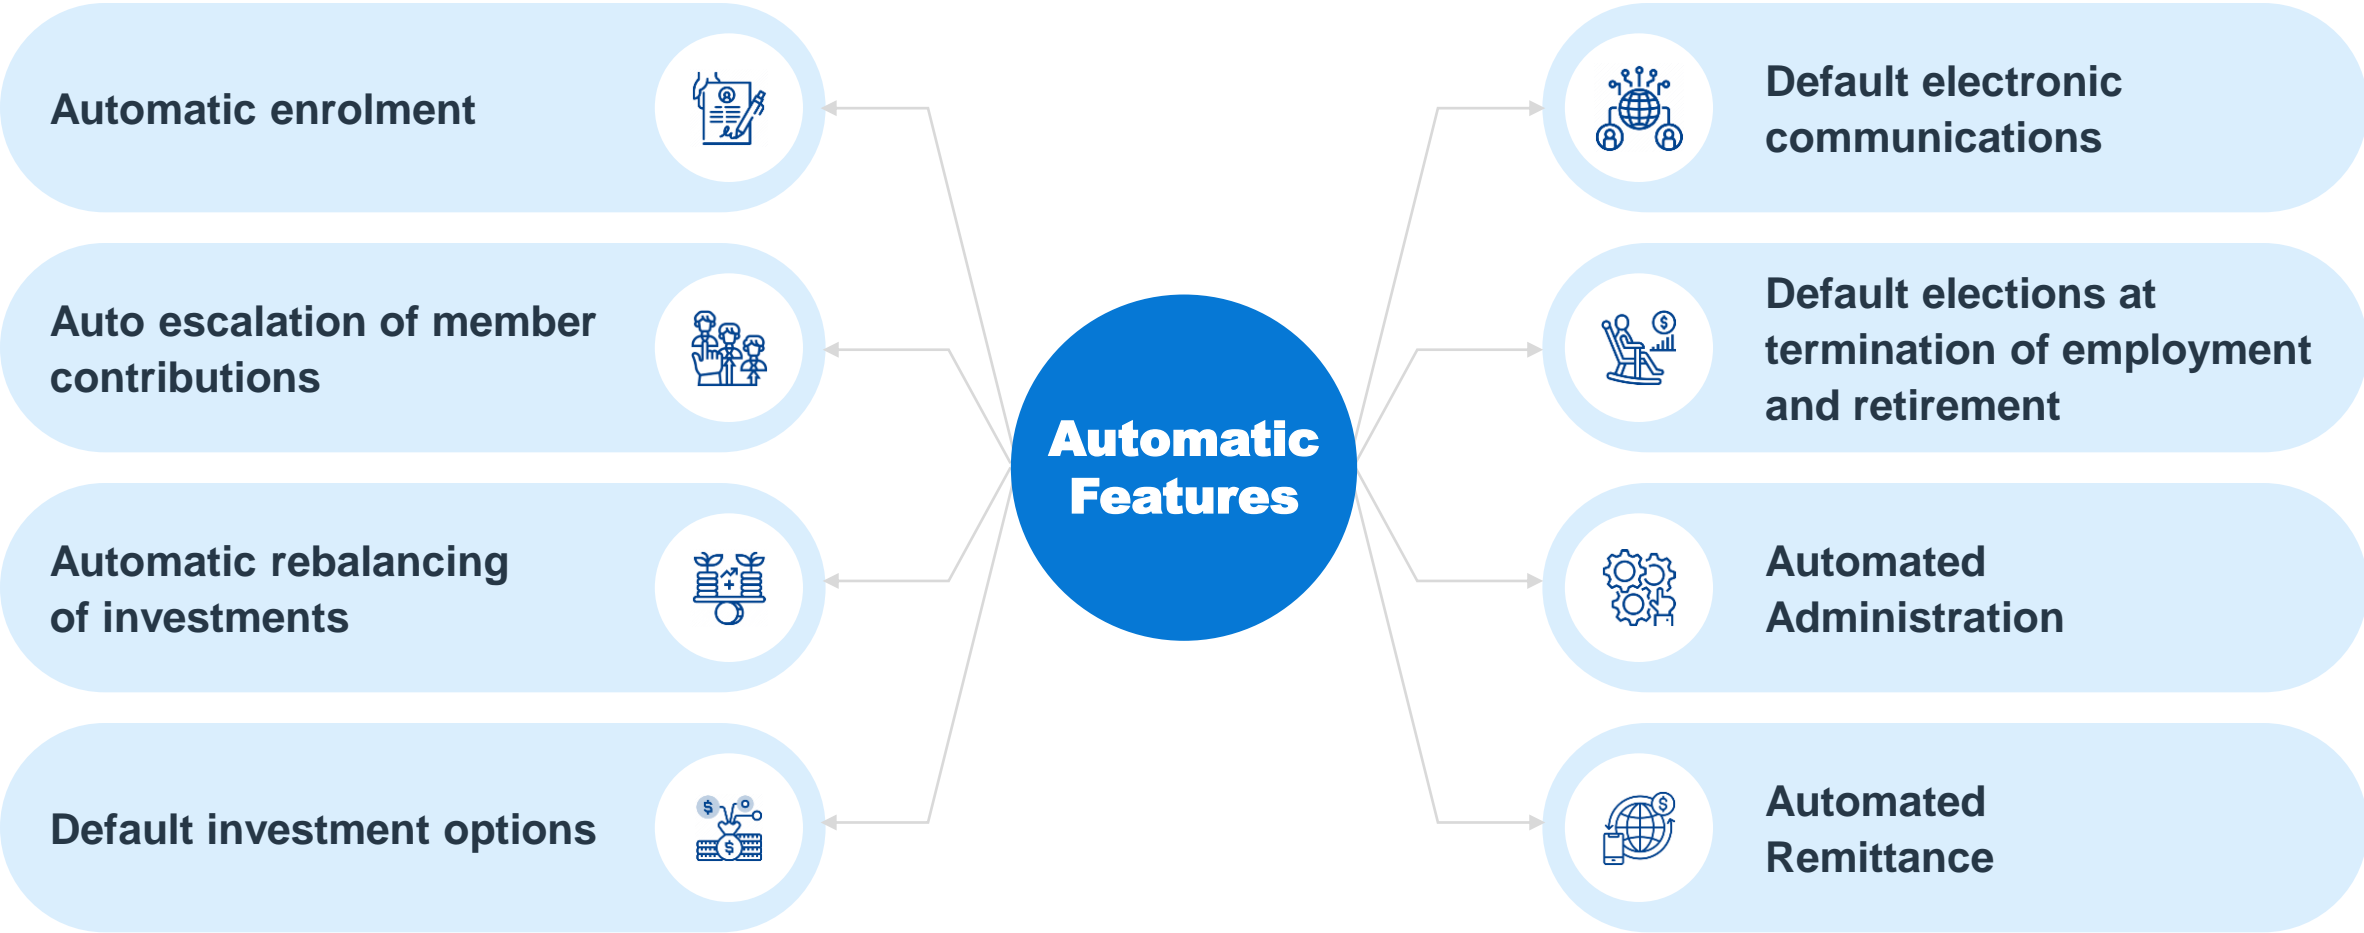 Automatic enrolment
Auto escalation of member
contributions
Automatic rebalancing
of investments
Default investment options
Automatic
Features
Default electronic
communications
Default elections at
termination of employment
and retirement
Automated
Administration
Automated
Remittance